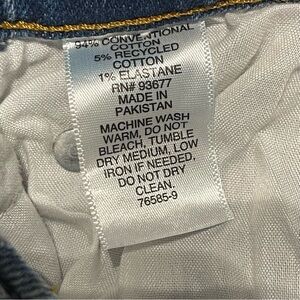 94% CONVENTIONAL
COTTON
5% RECYCLED
COTTON
1% ELASTANE
RN# 93677
MADE IN
PAKISTAN
MACHINE WASH
WARM, DO NOT
BLEACH, TUMBLE
DRY MEDIUM, LOW
IRON IF NEEDED,
DO NOT DRY
CLEAN.
76585-9